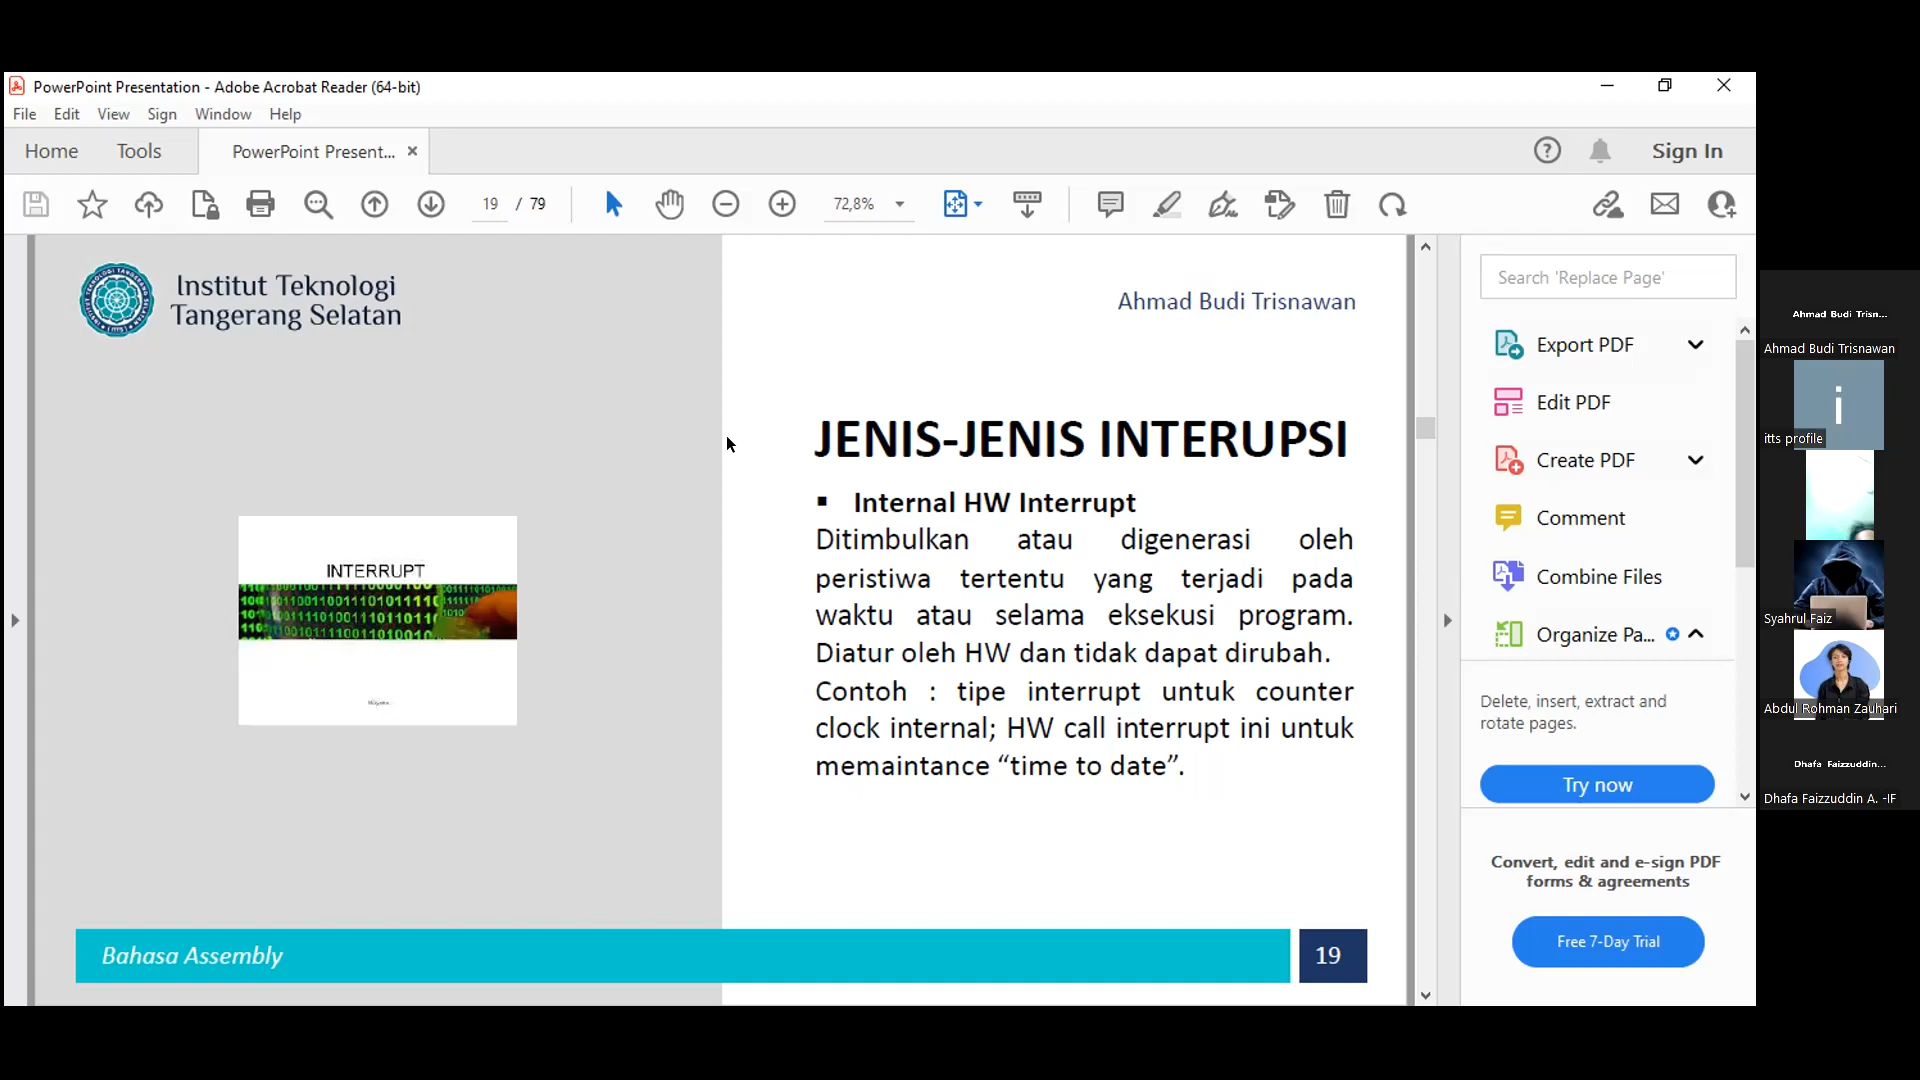 PowerPoint Presentation - Adobe Acrobat Reader (64-bit)
File Edit View Sign Window Help
Home Tools PowerPoint Present... Sign In
19 / 79 72,8%
Institut Teknologi
Tangerang Selatan
Ahmad Budi Trisnawan
JENIS-JENIS INTERUPSI
▪ Internal HW Interrupt
Ditimbulkan atau digenerasi oleh
peristiwa tertentu yang terjadi pada
waktu atau selama eksekusi program.
Diatur oleh HW dan tidak dapat dirubah.
Contoh : tipe interrupt untuk counter
clock internal; HW call interrupt ini untuk
memaintance “time to date”.
INTERRUPT
Bahasa Assembly
19
Search 'Replace Page'
Export PDF
Edit PDF
Create PDF
Comment
Combine Files
Organize Pa...
Delete, insert, extract and
rotate pages.
Try now
Convert, edit and e-sign PDF
forms & agreements
Free 7-Day Trial
Ahmad Budi Trisn...
Ahmad Budi Trisnawan
i
itts profile
Syahrul Faiz
Abdul Rohman Zauhari
Dhafa Faizzuddin...
Dhafa Faizzuddin A. -IF